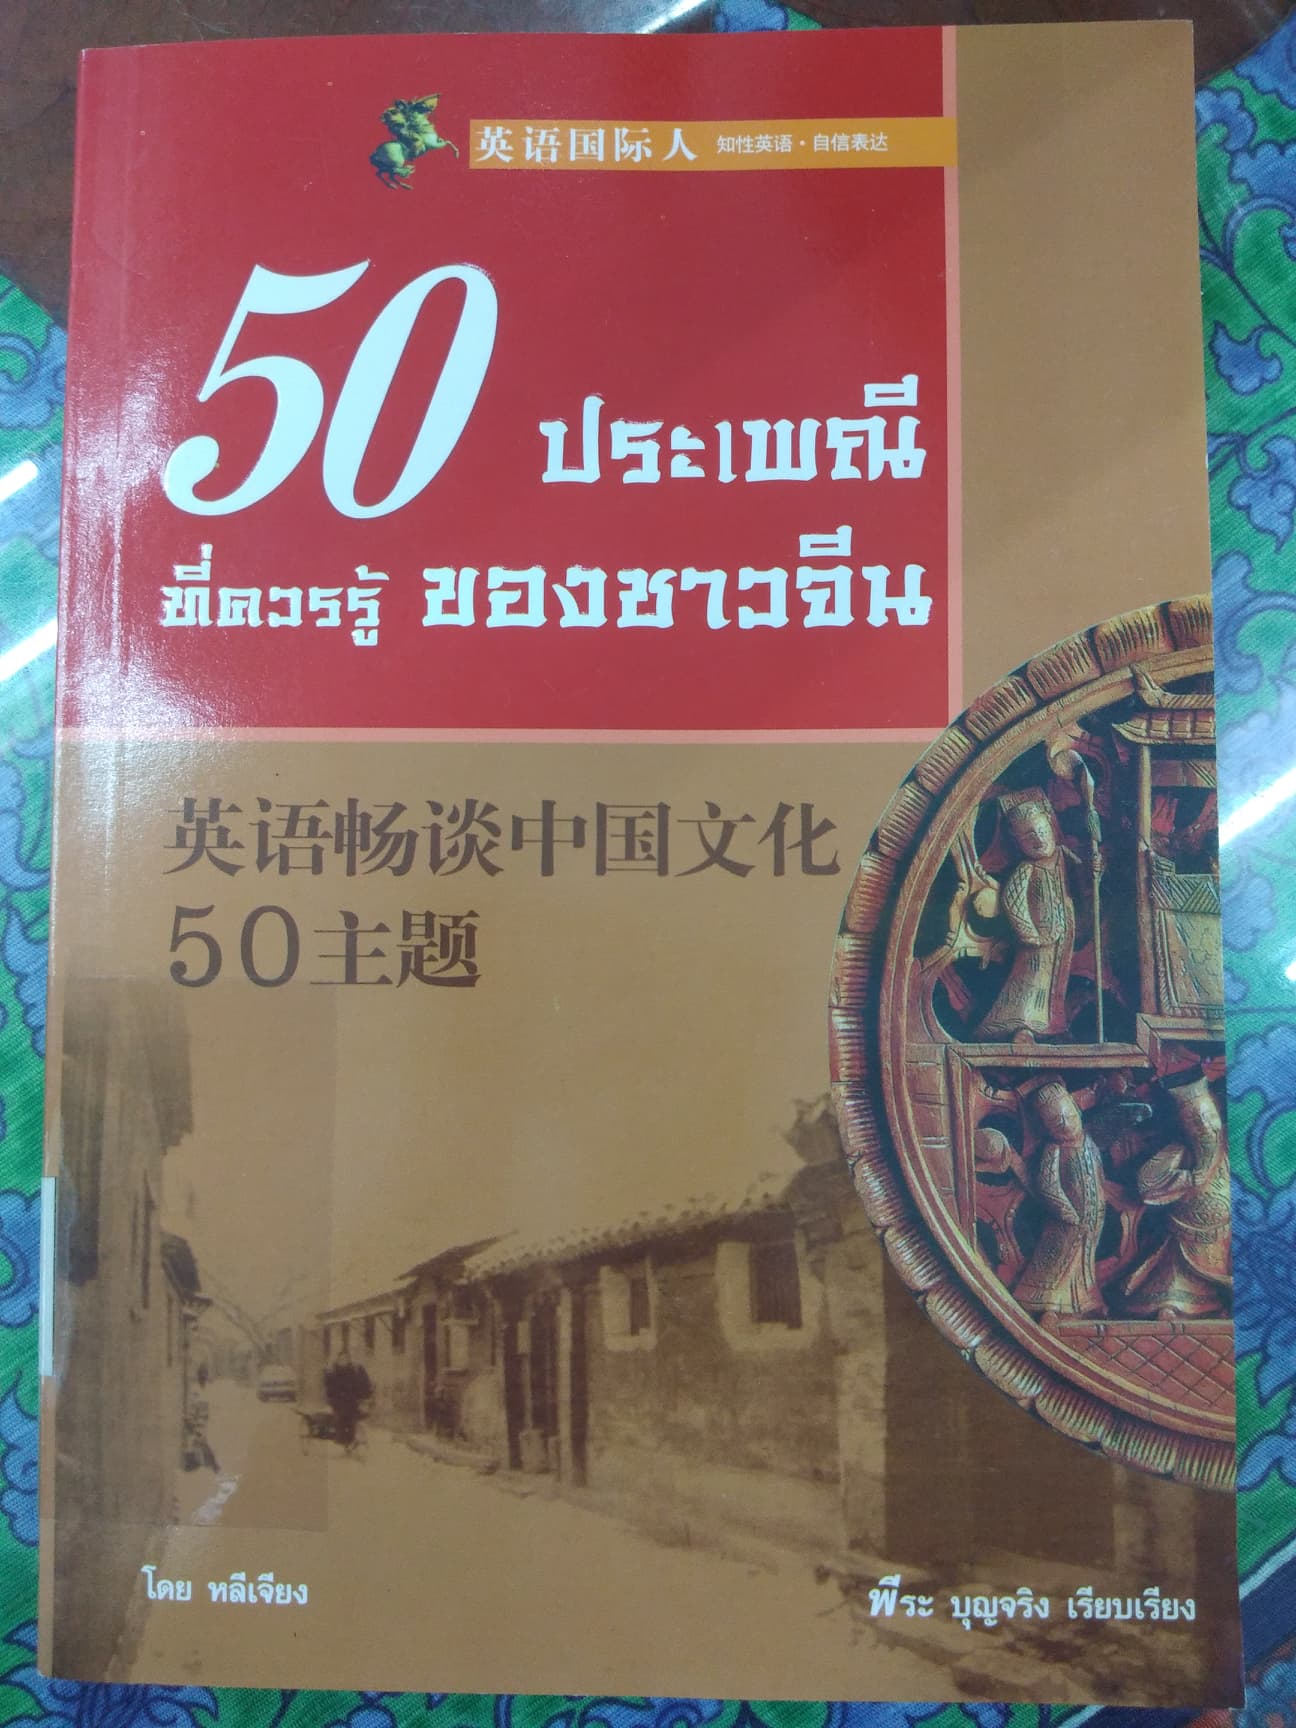 英语国际人 知性英语·自信表达
50 ประเพณี
ที่ควรรู้ ของชาวจีน
英语畅谈中国文化
50主题
โดย หลีเจียง
พีระ บุญจริง เรียบเรียง